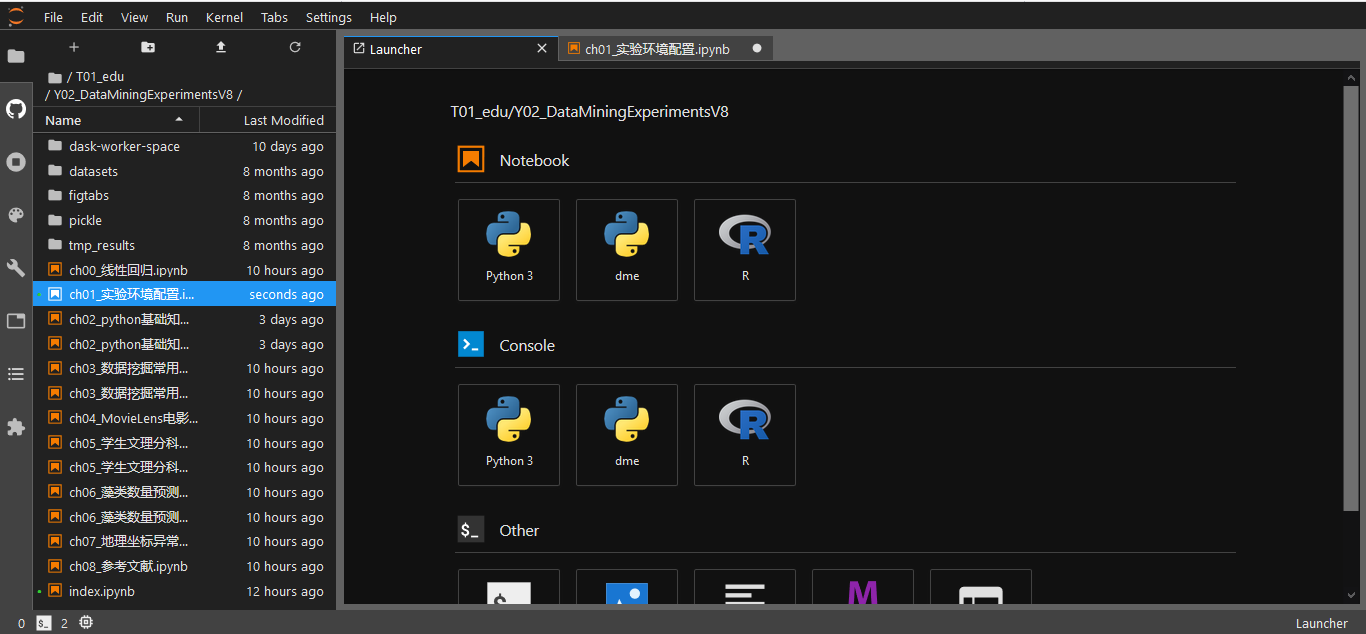 File Edit View Run Kernel Tabs Settings Help
Launcher
ch01_实验环境配置.ipynb
/ T01_edu
/ Y02_DataMiningExperimentsV8 /
Name Last Modified
dask-worker-space 10 days ago
datasets 8 months ago
figtabs 8 months ago
pickle 8 months ago
tmp_results 8 months ago
ch00_线性回归.ipynb 10 hours ago
ch01_实验环境配置.i... seconds ago
ch02_python基础知... 3 days ago
ch02_python基础知... 3 days ago
ch03_数据挖掘常用... 10 hours ago
ch03_数据挖掘常用... 10 hours ago
ch04_MovieLens电影... 10 hours ago
ch05_学生文理分科... 10 hours ago
ch05_学生文理分科... 10 hours ago
ch06_藻类数量预测... 10 hours ago
ch06_藻类数量预测... 10 hours ago
ch07_地理坐标异常... 10 hours ago
ch08_参考文献.ipynb 10 hours ago
index.ipynb 12 hours ago
T01_edu/Y02_DataMiningExperimentsV8
Notebook
Python 3
dme
R
Console
Python 3
dme
R
$_ Other
M
0 $_ 2
Launcher